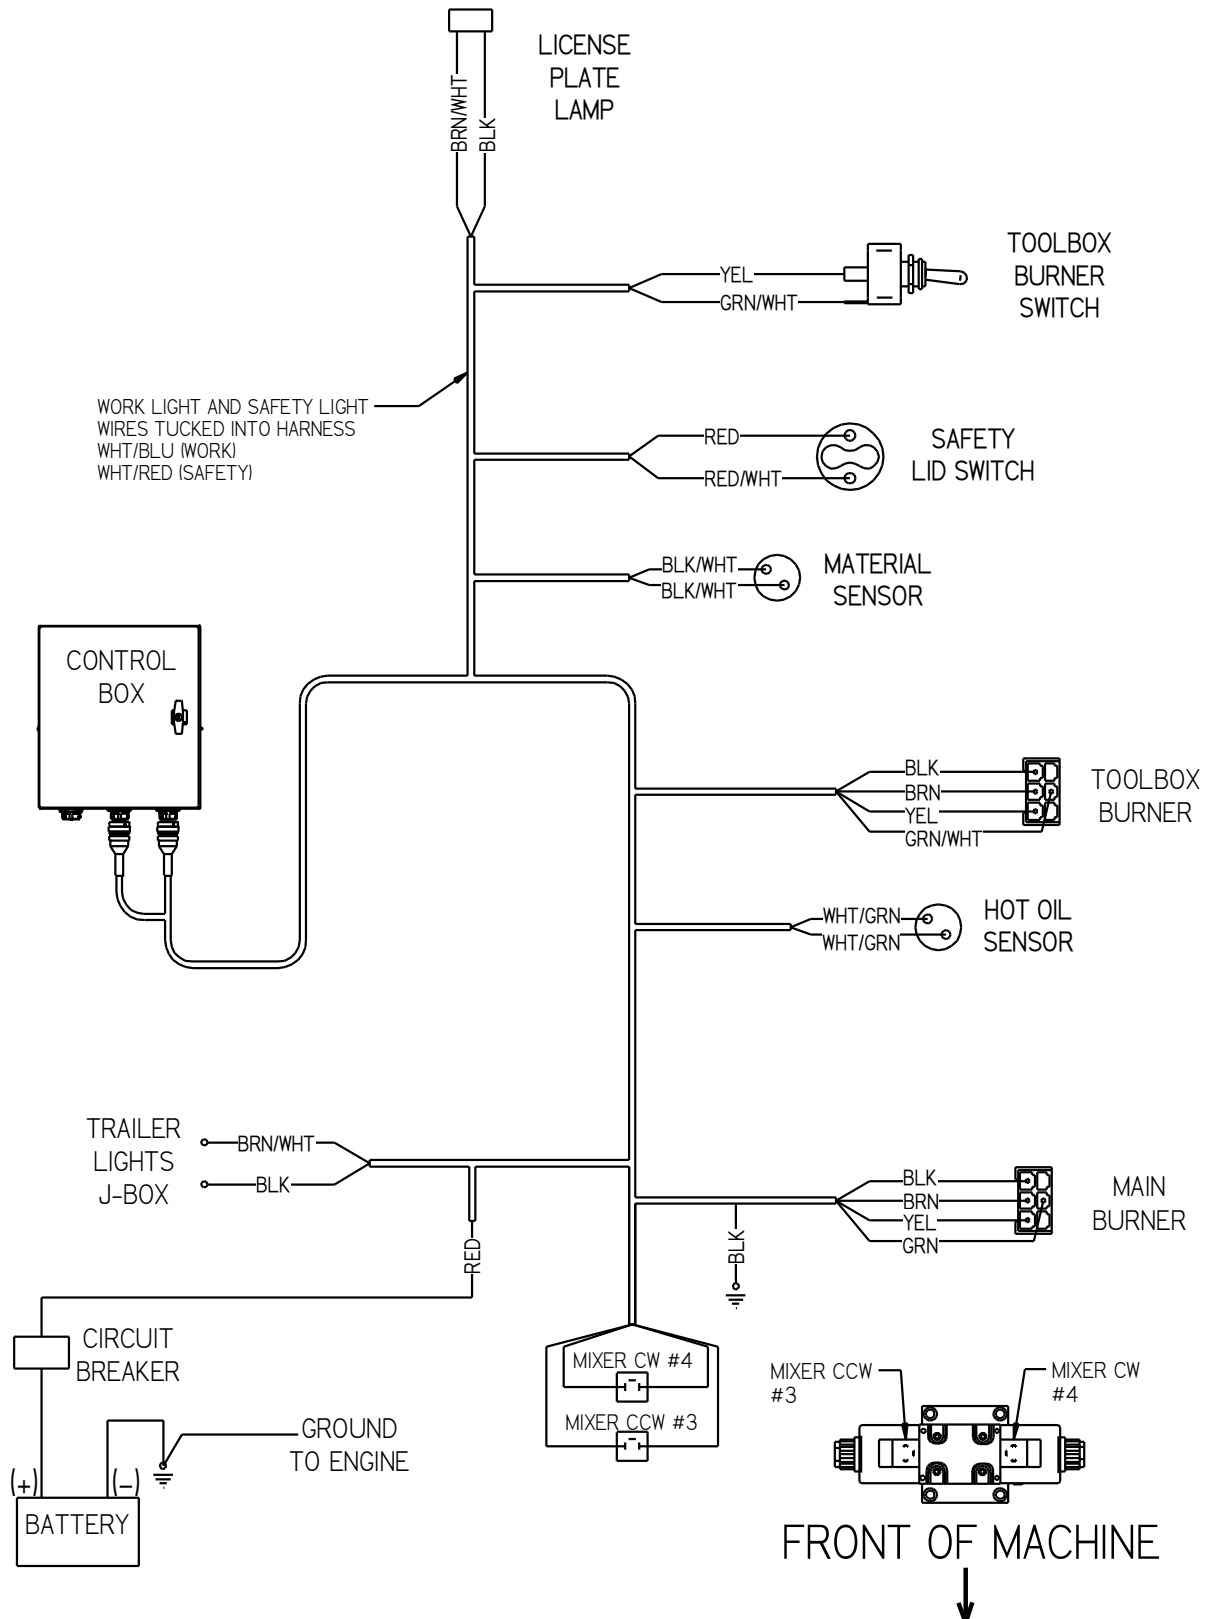 LICENSE
PLATE
LAMP
BRN/WHT
BLK
TOOLBOX
BURNER
SWITCH
YEL
GRN/WHT
WORK LIGHT AND SAFETY LIGHT
WIRES TUCKED INTO HARNESS
WHT/BLU (WORK)
WHT/RED (SAFETY)
RED
RED/WHT
SAFETY
LID SWITCH
BLK/WHT
BLK/WHT
MATERIAL
SENSOR
CONTROL
BOX
BLK
BRN
YEL
GRN/WHT
TOOLBOX
BURNER
WHT/GRN
WHT/GRN
HOT OIL
SENSOR
TRAILER
LIGHTS
J-BOX
BRN/WHT
BLK
RED
BLK
BLK
BRN
YEL
GRN
MAIN
BURNER
CIRCUIT
BREAKER
MIXER CW #4
MIXER CCW #3
MIXER CCW
#3
MIXER CW
#4
GROUND
TO ENGINE
(+)
(-)
BATTERY
FRONT OF MACHINE